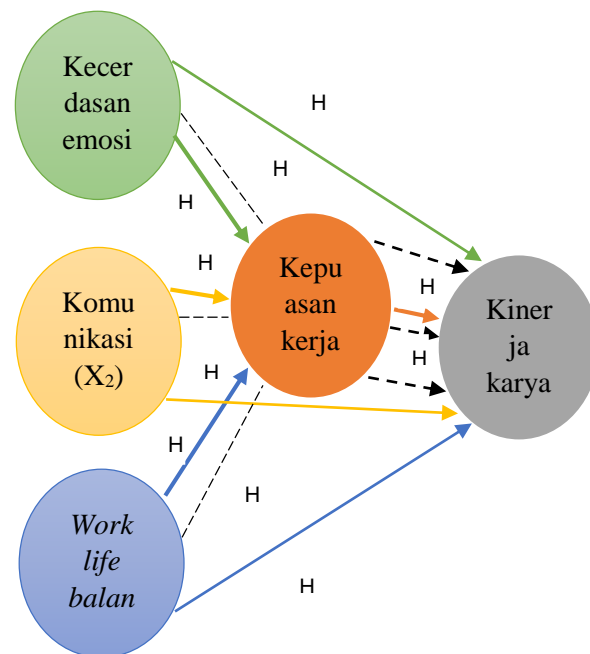 Kecer
dasan
emosi
H
H
H
H
Kepu
asan
kerja
H
H
Komu
nikasi
(X₂)
H
Kiner
ja
karya
H
H
Work
life
balan
H